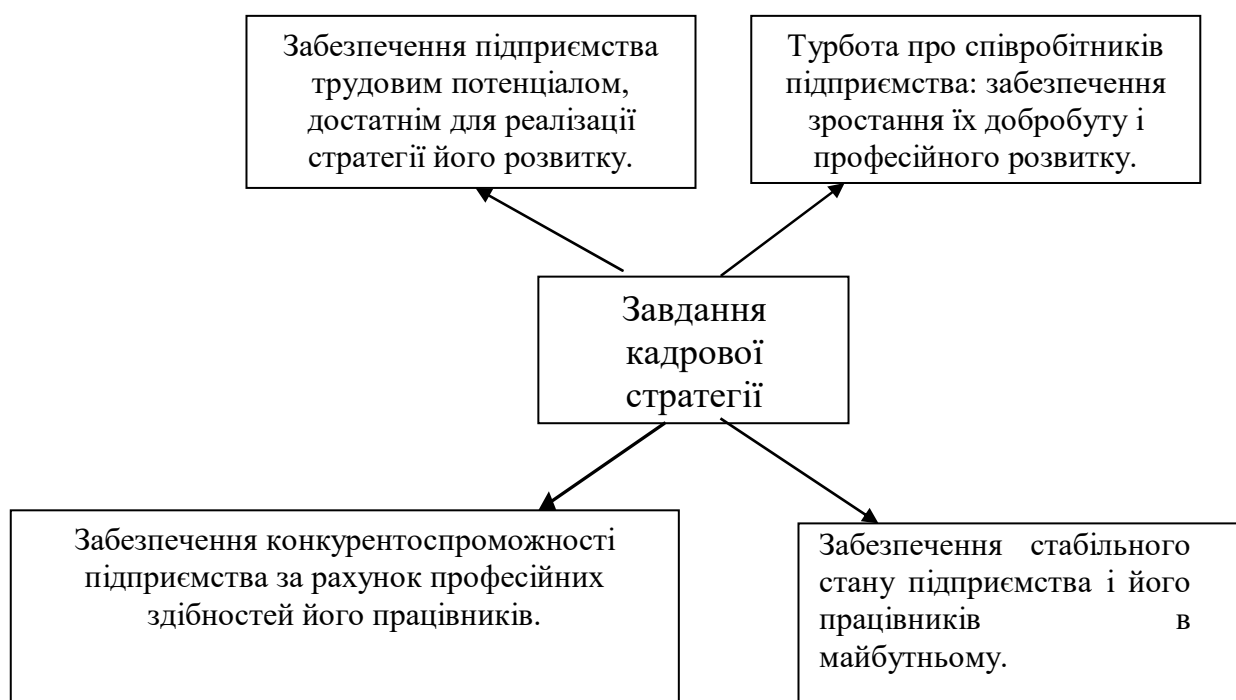 Забезпечення підприємства
трудовим потенціалом,
достатнім для реалізації
стратегії його розвитку.
Турбота про співробітників
підприємства: забезпечення
зростання їх добробуту і
професійного розвитку.
Завдання
кадрової
стратегії
Забезпечення конкурентоспроможності
підприємства за рахунок професійних
здібностей його працівників.
Забезпечення стабільного
стану підприємства і його
працівників в
майбутньому.